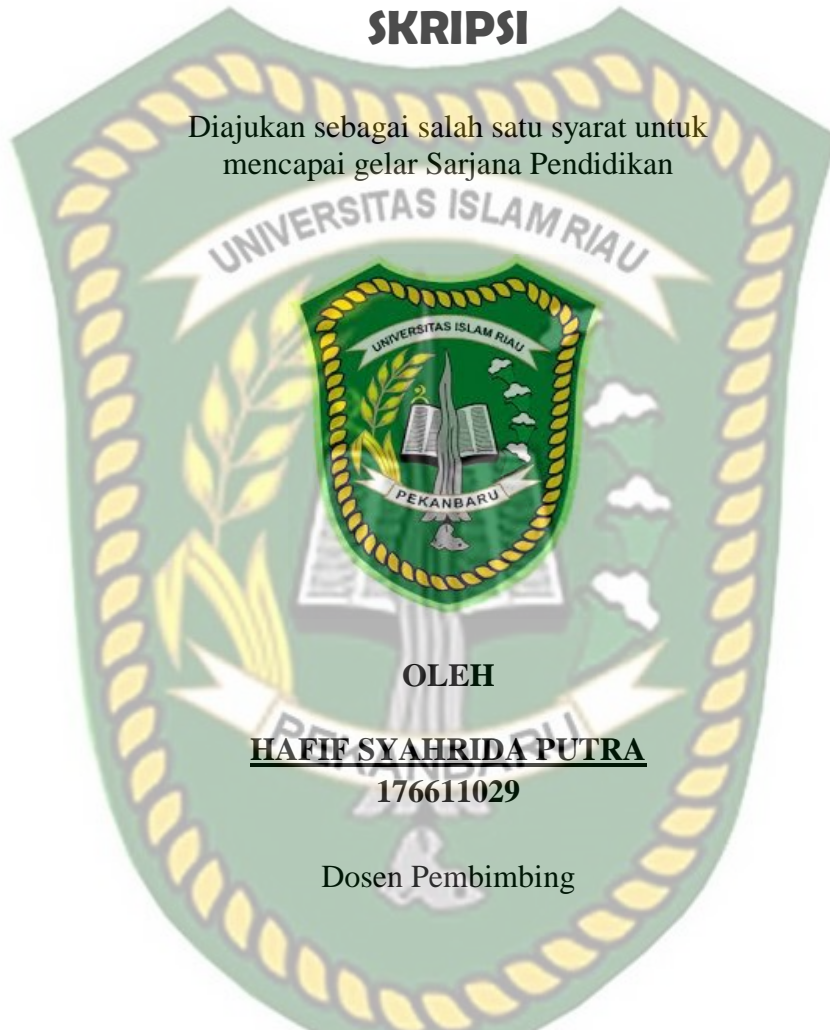 SKRIPSI
Diajukan sebagai salah satu syarat untuk
mencapai gelar Sarjana Pendidikan
UNIVERSITAS ISLAM RIAU
UNIVERSITAS ISLAM RIAU
PEKANBARU
OLEH
PEKANBARU
HAFIF SYAHRIDA PUTRA
176611029
Dosen Pembimbing